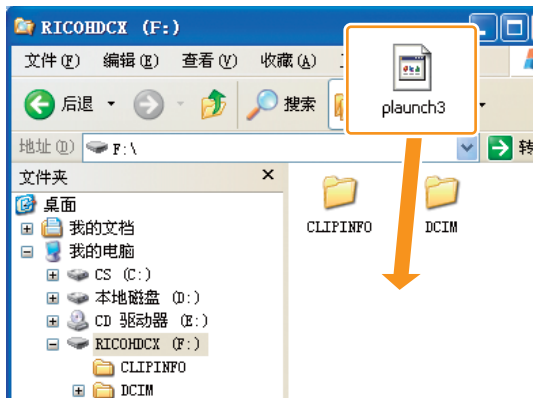 RICOHDCX (F:)
文件(F) 编辑(E) 查看(V) 收藏(A)
plaunch3
后退 搜索
地址(D) F:\ 转
文件夹 ×
桌面
我的文档
CLIPINFO DCIM
我的电脑
CS (C:)
本地磁盘 (D:)
CD 驱动器 (E:)
RICOHDCX (F:)
CLIPINFO
DCIM